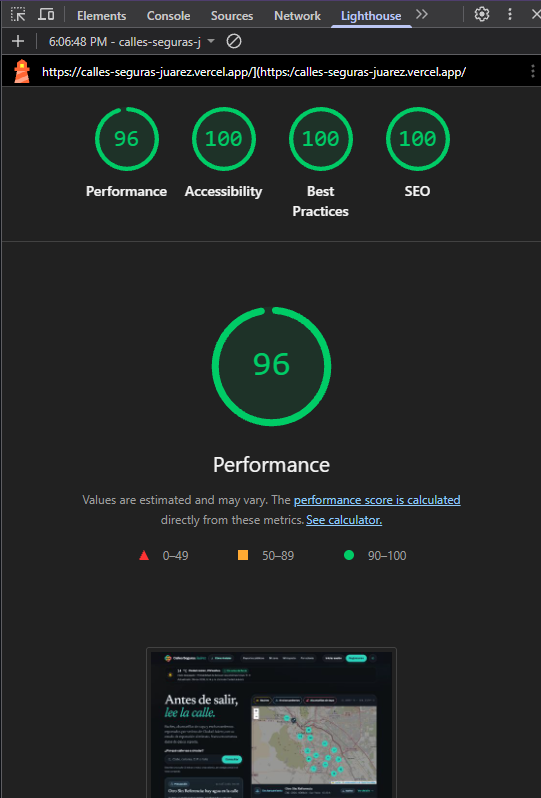 Elements Console Sources Network Lighthouse
6:06:48 PM - calles-seguras-j
https://calles-seguras-juarez.vercel.app/](https:/calles-seguras-juarez.vercel.app/
96 100 100 100
Performance Accessibility Best Practices SEO
96
Performance
Values are estimated and may vary. The performance score is calculated
directly from these metrics. See calculator.
0–49 50–89 90–100
Antes de salir,
lee la calle.